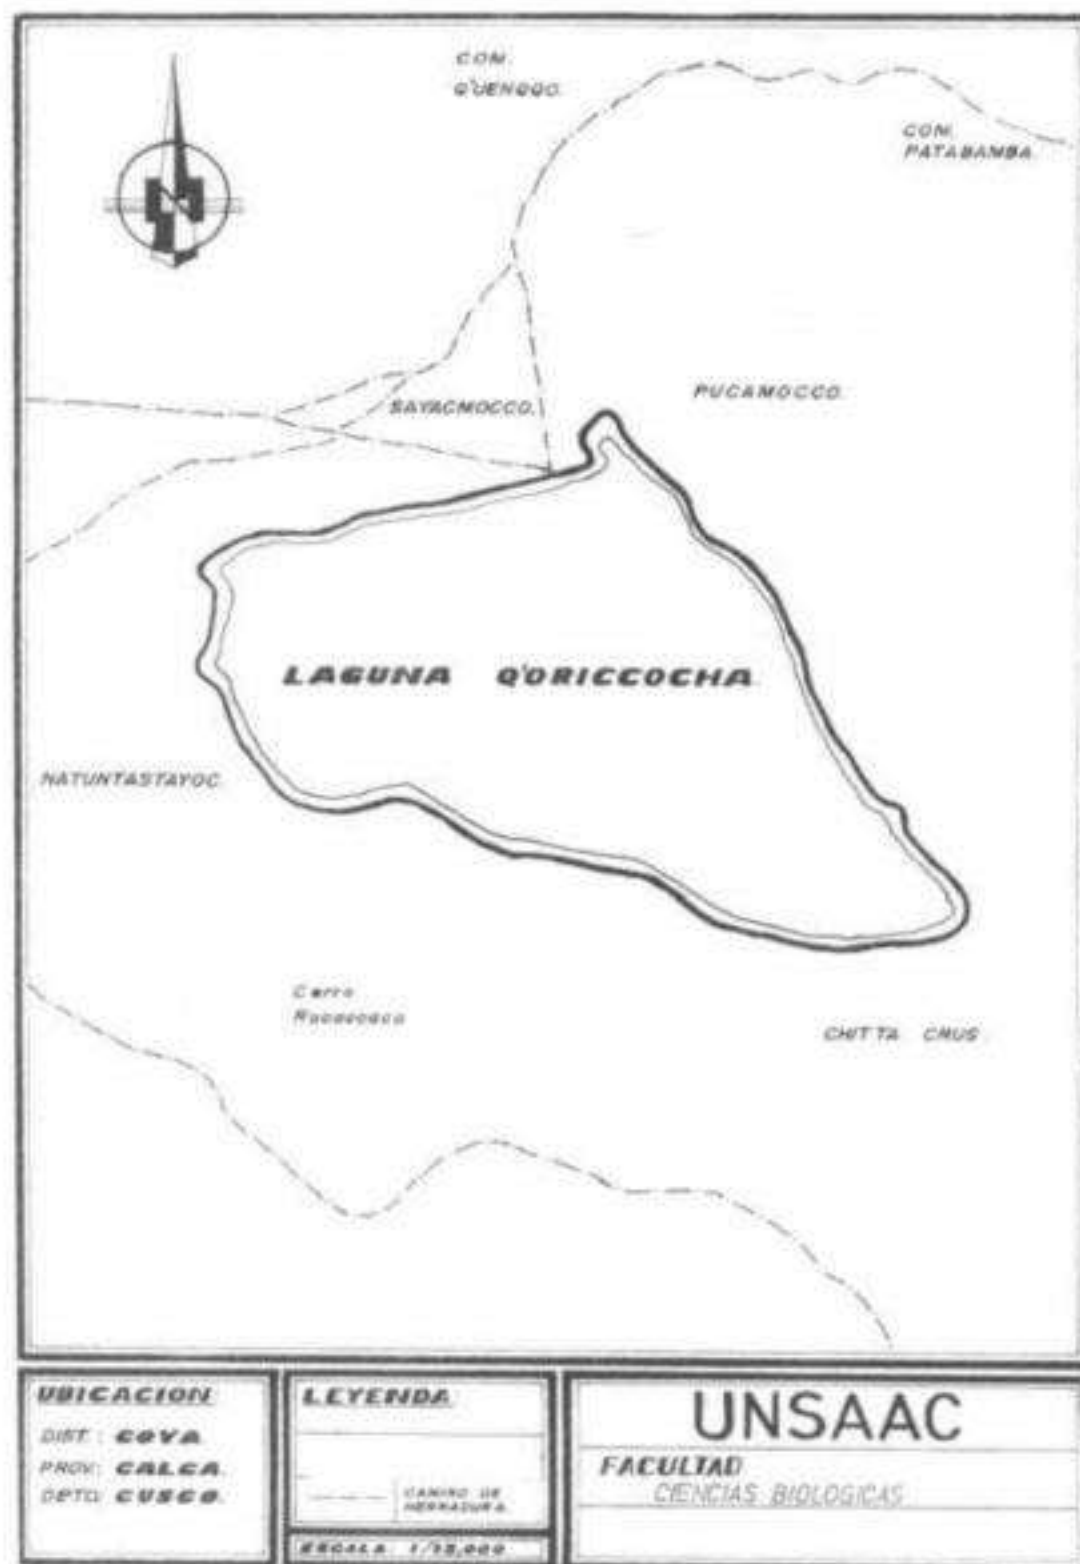 COM.
Q'UENQQO.
COM.
PATABAMBA.
N
PUCAMOCCO.
SAYACMOCCO.
LAGUNA Q'ORICCOCHA
NATUNTASTAYOC.
Cerro
CHITTA CRUS.
UBICACION
DIST: COYA
PROV: CALCA.
DPTO: CUSCO.
LEYENDA
CAMINO DE
HERRADURA.
ESCALA
UNSAAC
FACULTAD
CIENCIAS BIOLOGICAS